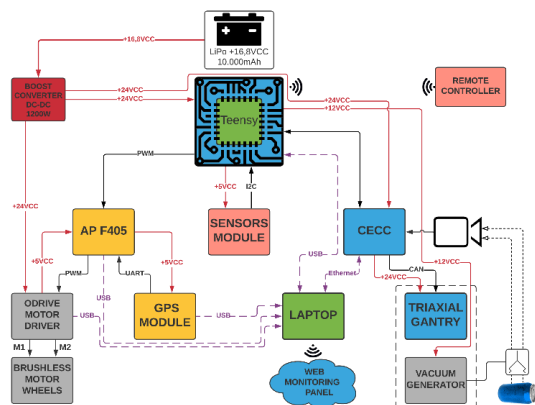 +16,8VCC
LiPo +16,8VCC
10.000mAh
BOOST
CONVERTER
DC-DC
1200W
+24VCC
+24VCC
+24VCC
+12VCC
REMOTE
CONTROLLER
Teensy
PWM
+5VCC
I2C
+24VCC
AP F405
SENSORS
MODULE
CECC
+5VCC
PWM
UART
+5VCC
USB
USB
Ethernet
CAN
+24VCC
+12VCC
ODRIVE
MOTOR
DRIVER
USB
GPS
MODULE
USB
LAPTOP
TRIAXIAL
GANTRY
M1
M2
BRUSHLESS
MOTOR
WHEELS
WEB
MONITORING
PANEL
VACUUM
GENERATOR